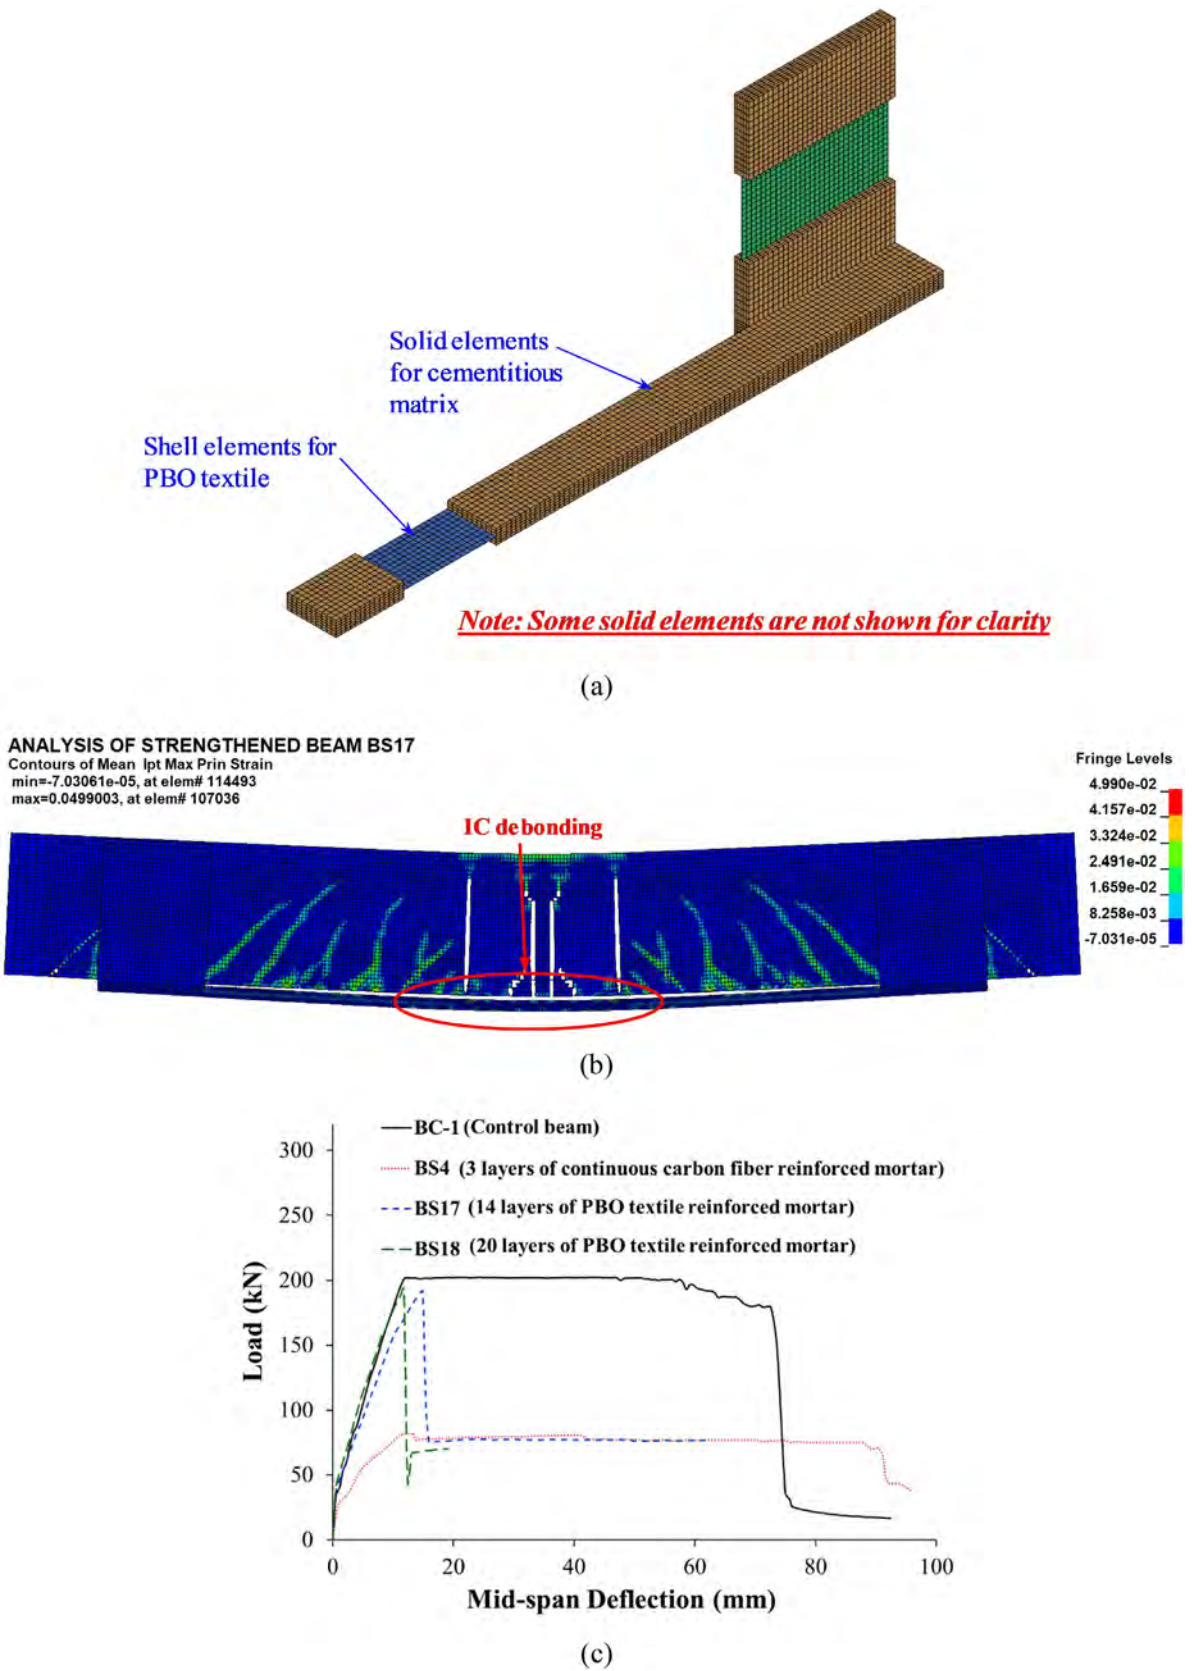 Solid elements
for cementitious
matrix
Shell elements for
PBO textile
Note: Some solid elements are not shown for clarity
(a)
ANALYSIS OF STRENGTHENED BEAM BS17
Contours of Mean Ipt Max Prin Strain
min=-7.03061e-05, at elem# 114493
max=0.0499003, at elem# 107036
Fringe Levels
4.990e-02
4.157e-02
3.324e-02
2.491e-02
1.659e-02
8.258e-03
-7.031e-05
IC debonding
(b)
BC-1 (Control beam)
BS4 (3 layers of continuous carbon fiber reinforced mortar)
BS17 (14 layers of PBO textile reinforced mortar)
BS18 (20 layers of PBO textile reinforced mortar)
Load (kN)
300
250
200
150
100
50
0
0 20 40 60 80 100
Mid-span Deflection (mm)
(c)